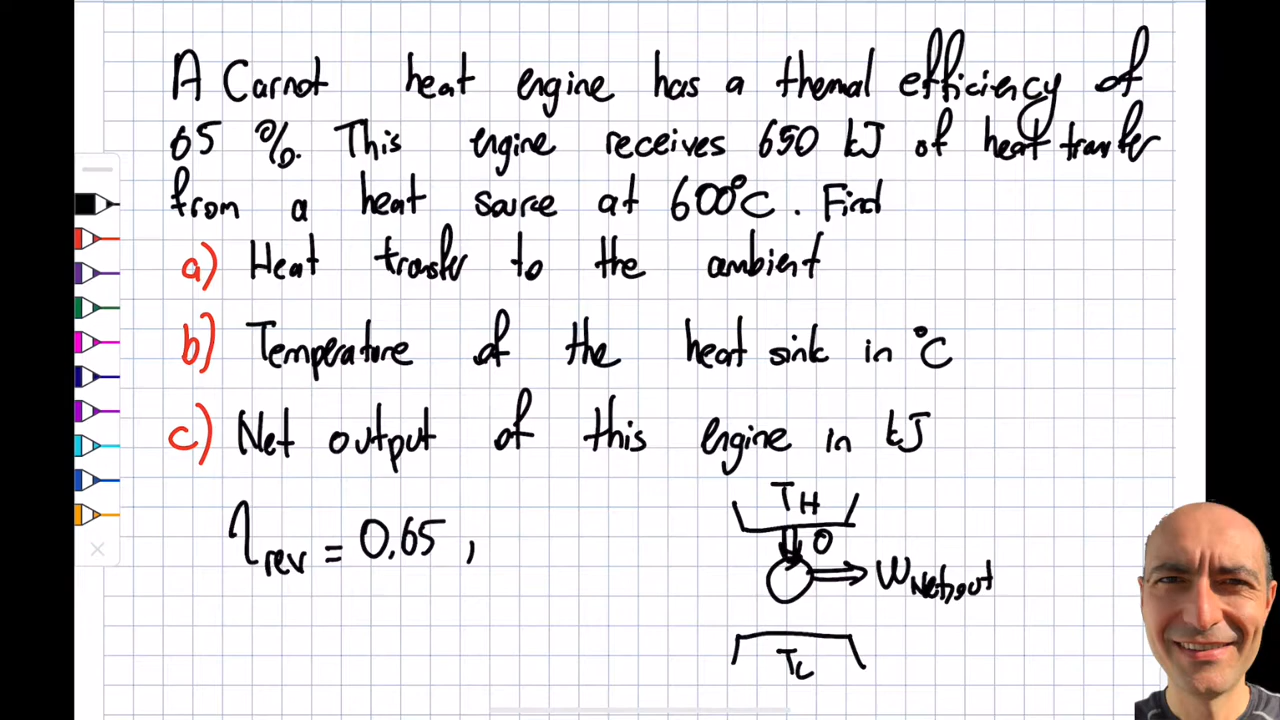 A Carnot heat engine has a thermal efficiency of
65 %. This engine receives 650 kJ of heat transfer
from a heat source at 600°C. Find
a) Heat transfer to the ambient
b) Temperature of the heat sink in °C
c) Net output of this engine in kJ
ηrev = 0.65 ,
TH
Q
WNet,out
TC